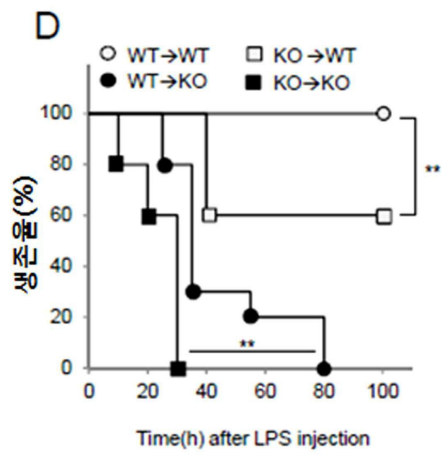 D
○ WT→WT □ KO→WT
● WT→KO ■ KO→KO
생존율(%)
100
80
60
40
20
0
**
**
0 20 40 60 80 100
Time(h) after LPS injection